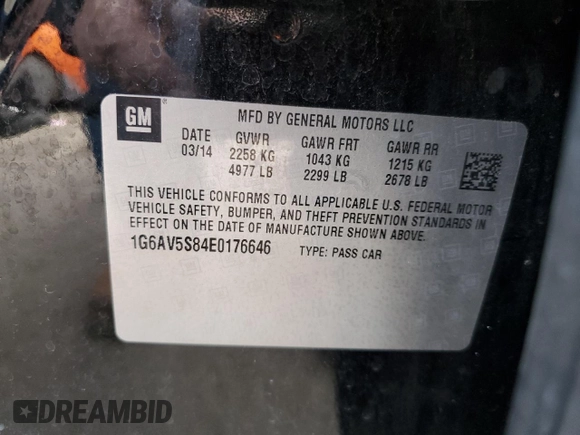 GM
MFD BY GENERAL MOTORS LLC
DATE GVWR GAWR FRT GAWR RR
03/14 2258 KG 1043 KG 1215 KG
4977 LB 2299 LB 2678 LB
THIS VEHICLE CONFORMS TO ALL APPLICABLE U.S. FEDERAL MOTOR
VEHICLE SAFETY, BUMPER, AND THEFT PREVENTION STANDARDS IN
EFFECT ON THE DATE OF MANUFACTURE SHOWN ABOVE.
1G6AV5S84E0176646 TYPE: PASS CAR
DREAMBID